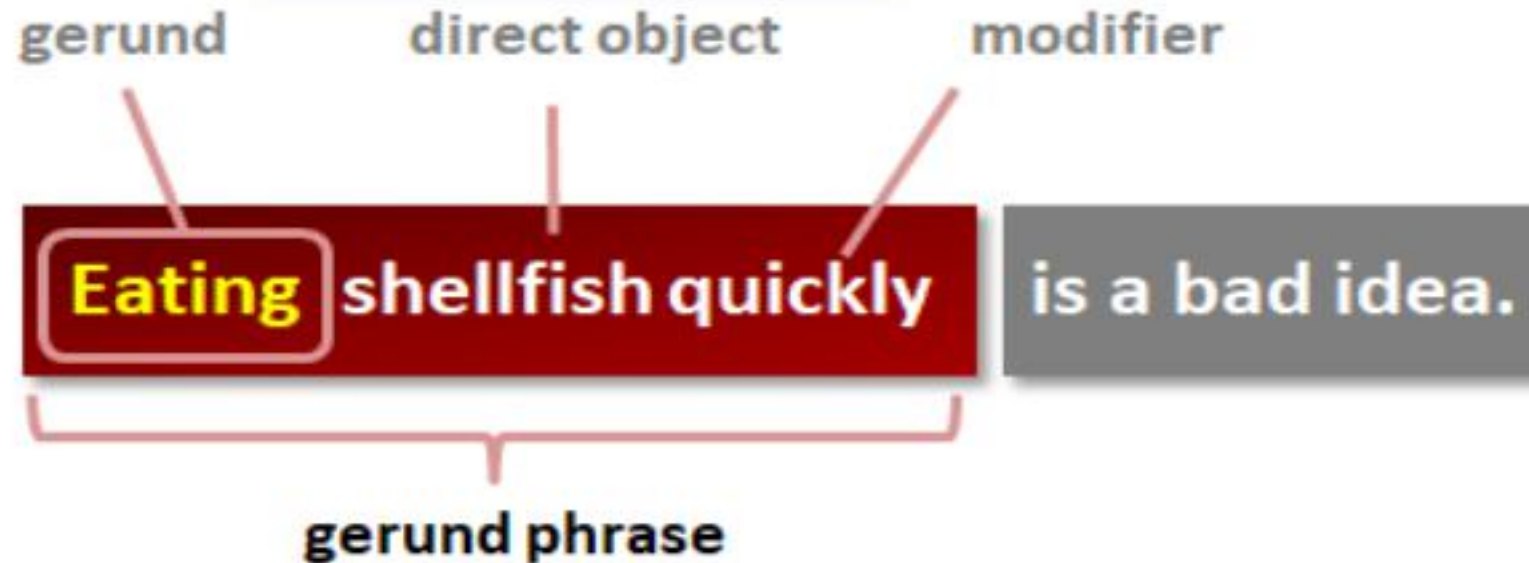 gerund direct object modifier
Eating shellfish quickly is a bad idea.
gerund phrase